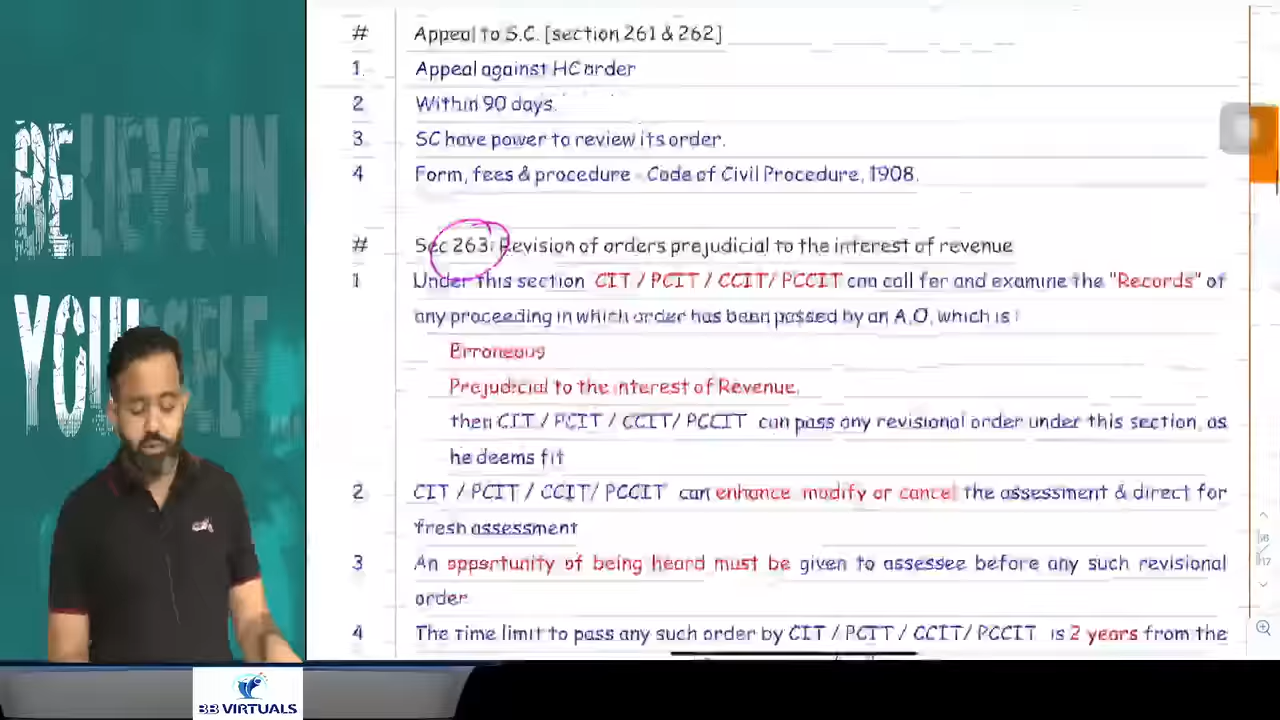 BELIEVE IN
YOURSELF
# Appeal to S.C. [section 261 & 262]
1. Appeal against HC order
2 Within 90 days.
3 SC have power to review its order.
4 Form, fees & procedure - Code of Civil Procedure, 1908.
# Sec 263: Revision of orders prejudicial to the interest of revenue
1 Under this section CIT / PCIT / CCIT/ PCCIT can call for and examine the "Records" of
any proceeding in which order has been passed by an A.O, which is :
Erroneous
Prejudicial to the interest of Revenue,
then CIT / PCIT / CCIT/ PCCIT can pass any revisional order under this section, as
he deems fit
2 CIT / PCIT / CCIT/ PCCIT can enhance modify or cancel the assessment & direct for
fresh assessment
3 An opportunity of being heard must be given to assessee before any such revisional
order
4 The time limit to pass any such order by CIT / PCIT / CCIT/ PCCIT is 2 years from the
BB VIRTUALS